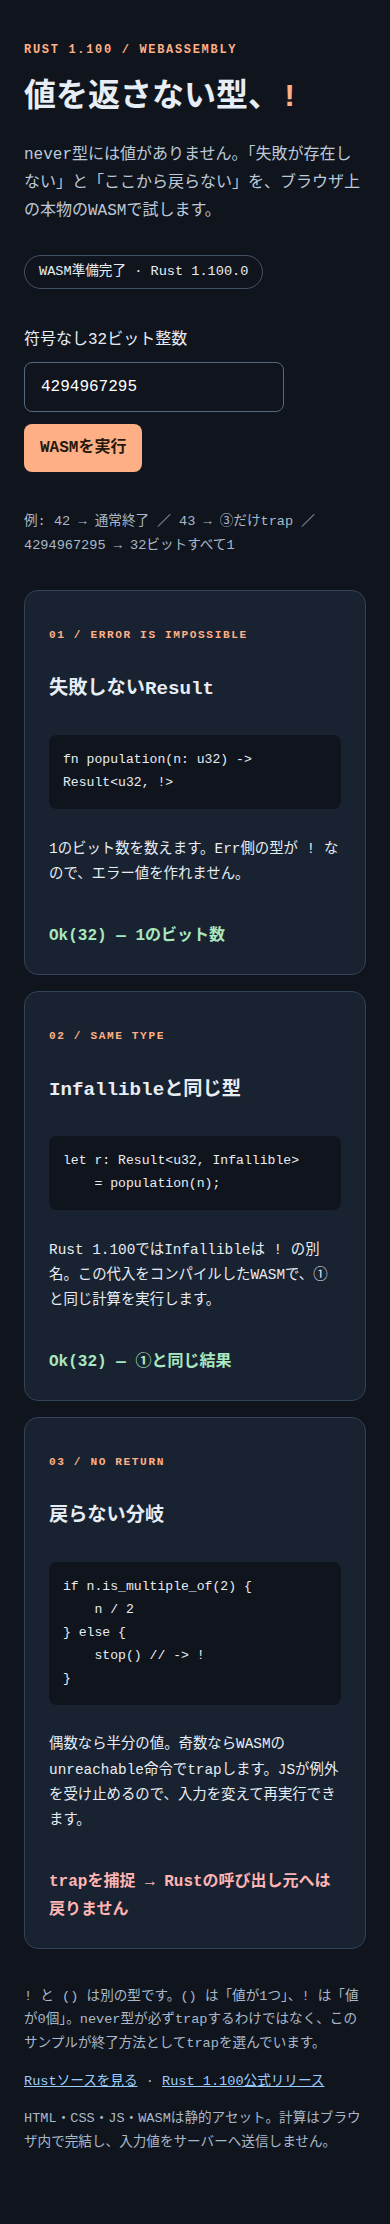 RUST 1.100 / WEBASSEMBLY
値を返さない型、!
never型には値がありません。「失敗が存在し
ない」と「ここから戻らない」を、ブラウザ上
の本物のWASMで試します。
WASM準備完了 · Rust 1.100.0
符号なし32ビット整数
4294967295
WASMを実行
例: 42 → 通常終了 ／ 43 → ③だけtrap ／
4294967295 → 32ビットすべて1
01 / ERROR IS IMPOSSIBLE
失敗しないResult
fn population(n: u32) ->
Result<u32, !>
1のビット数を数えます。Err側の型が ! な
ので、エラー値を作れません。
Ok(32) — 1のビット数
02 / SAME TYPE
Infallibleと同じ型
let r: Result<u32, Infallible>
    = population(n);
Rust 1.100ではInfallibleは ! の別
名。この代入をコンパイルしたWASMで、①
と同じ計算を実行します。
Ok(32) — ①と同じ結果
03 / NO RETURN
戻らない分岐
if n.is_multiple_of(2) {
    n / 2
} else {
    stop() // -> !
}
偶数なら半分の値。奇数ならWASMの
unreachable命令でtrapします。JSが例外
を受け止めるので、入力を変えて再実行でき
ます。
trapを捕捉 → Rustの呼び出し元へは
戻りません
! と () は別の型です。() は「値が1つ」、! は「値
が0個」。never型が必ずtrapするわけではなく、この
サンプルが終了方法としてtrapを選んでいます。
Rustソースを見る · Rust 1.100公式リリース
HTML・CSS・JS・WASMは静的アセット。計算はブラウ
ザ内で完結し、入力値をサーバーへ送信しません。